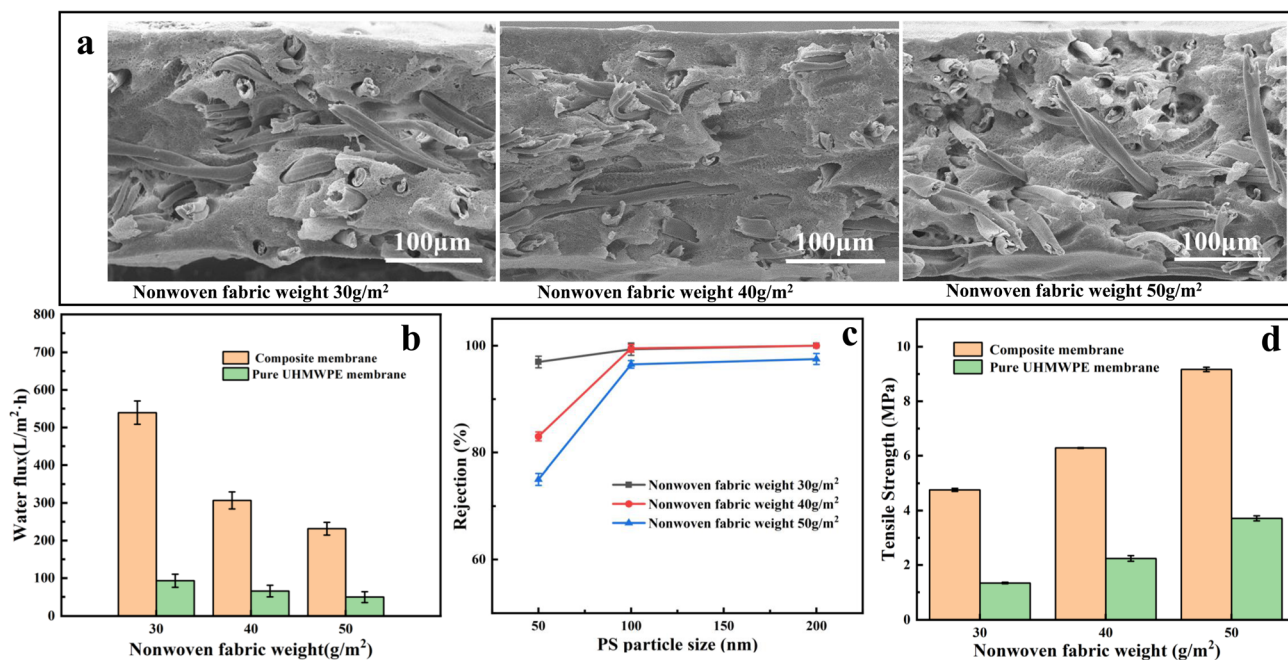 a
100μm
100μm
100μm
Nonwoven fabric weight 30g/m²
Nonwoven fabric weight 40g/m²
Nonwoven fabric weight 50g/m²
b
Water flux(L/m²·h)
800
700
600
500
400
300
200
100
0
Composite membrane
Pure UHMWPE membrane
30
40
50
Nonwoven fabric weight(g/m²)
c
Rejection (%)
100
80
60
Nonwoven fabric weight 30g/m²
Nonwoven fabric weight 40g/m²
Nonwoven fabric weight 50g/m²
50
100
200
PS particle size (nm)
d
Tensile Strength (MPa)
10
8
6
4
2
0
Composite membrane
Pure UHMWPE membrane
30
40
50
Nonwoven fabric weight (g/m²)